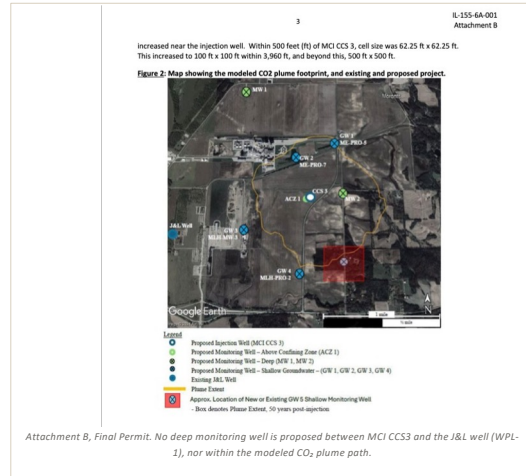 3
IL-155-6A-001
Attachment B
increased near the injection well. Within 500 feet (ft) of MCI CCS 3, cell size was 62.25 ft x 62.25 ft.
This increased to 100 ft x 100 ft within 3,960 ft, and beyond this, 500 ft x 500 ft.
Figure 2: Map showing the modeled CO2 plume footprint, and existing and proposed project.
MW 1
GW 1
ML-PRO-8
GW 2
ML-PRO-7
CCS 3
ACZ 1
MW 2
J&L Well
GW 3
MLH-MW-3
GW 4
MLH-PRO-2
Google Earth
1 mile
N
Legend
Proposed Injection Well (MCI CCS 3)
Proposed Monitoring Well – Above Confining Zone (ACZ 1)
Proposed Monitoring Well – Deep (MW 1, MW 2)
Proposed Monitoring Well – Shallow Groundwater – (GW 1, GW 2, GW 3, GW 4)
Existing J&L Well
Plume Extent
Approx. Location of New or Existing GW 5 Shallow Monitoring Well
- Box denotes Plume Extent, 50 years post-injection
Attachment B, Final Permit. No deep monitoring well is proposed between MCI CCS3 and the J&L well (WPL-
1), nor within the modeled CO₂ plume path.